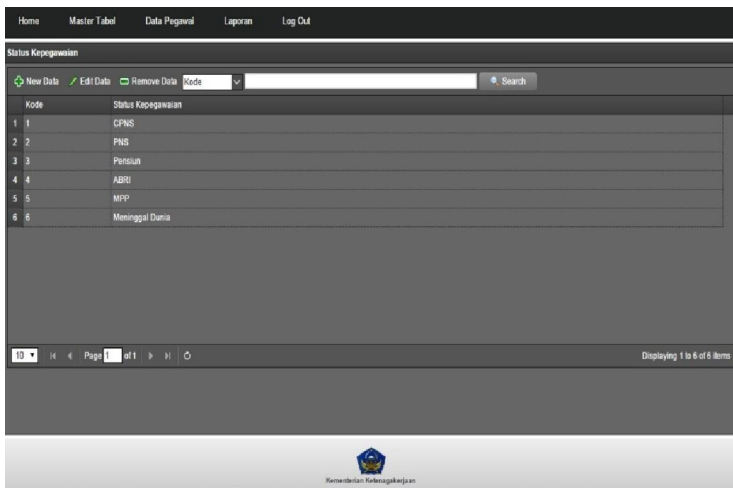 Home Master Tabel Data Pegawai Laporan Log Out
Status Kepegawaian
New Data Edit Data Remove Data Kode Search
Kode Status Kepegawaian
1 1 CPNS
2 2 PNS
3 3 Pensiun
4 4 ABRI
5 5 MPP
6 6 Meninggal Dunia
10 Page 1 of 1 Displaying 1 to 6 of 6 items
Kementerian Ketenagakerjaan